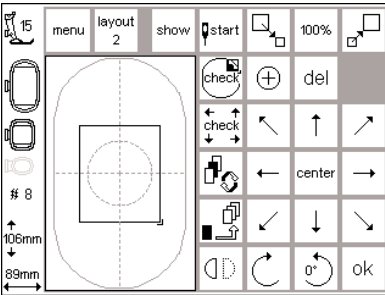 15
menu
layout
2
show
start
100%
check
del
check
# 8
center
106mm
89mm
0°
ok